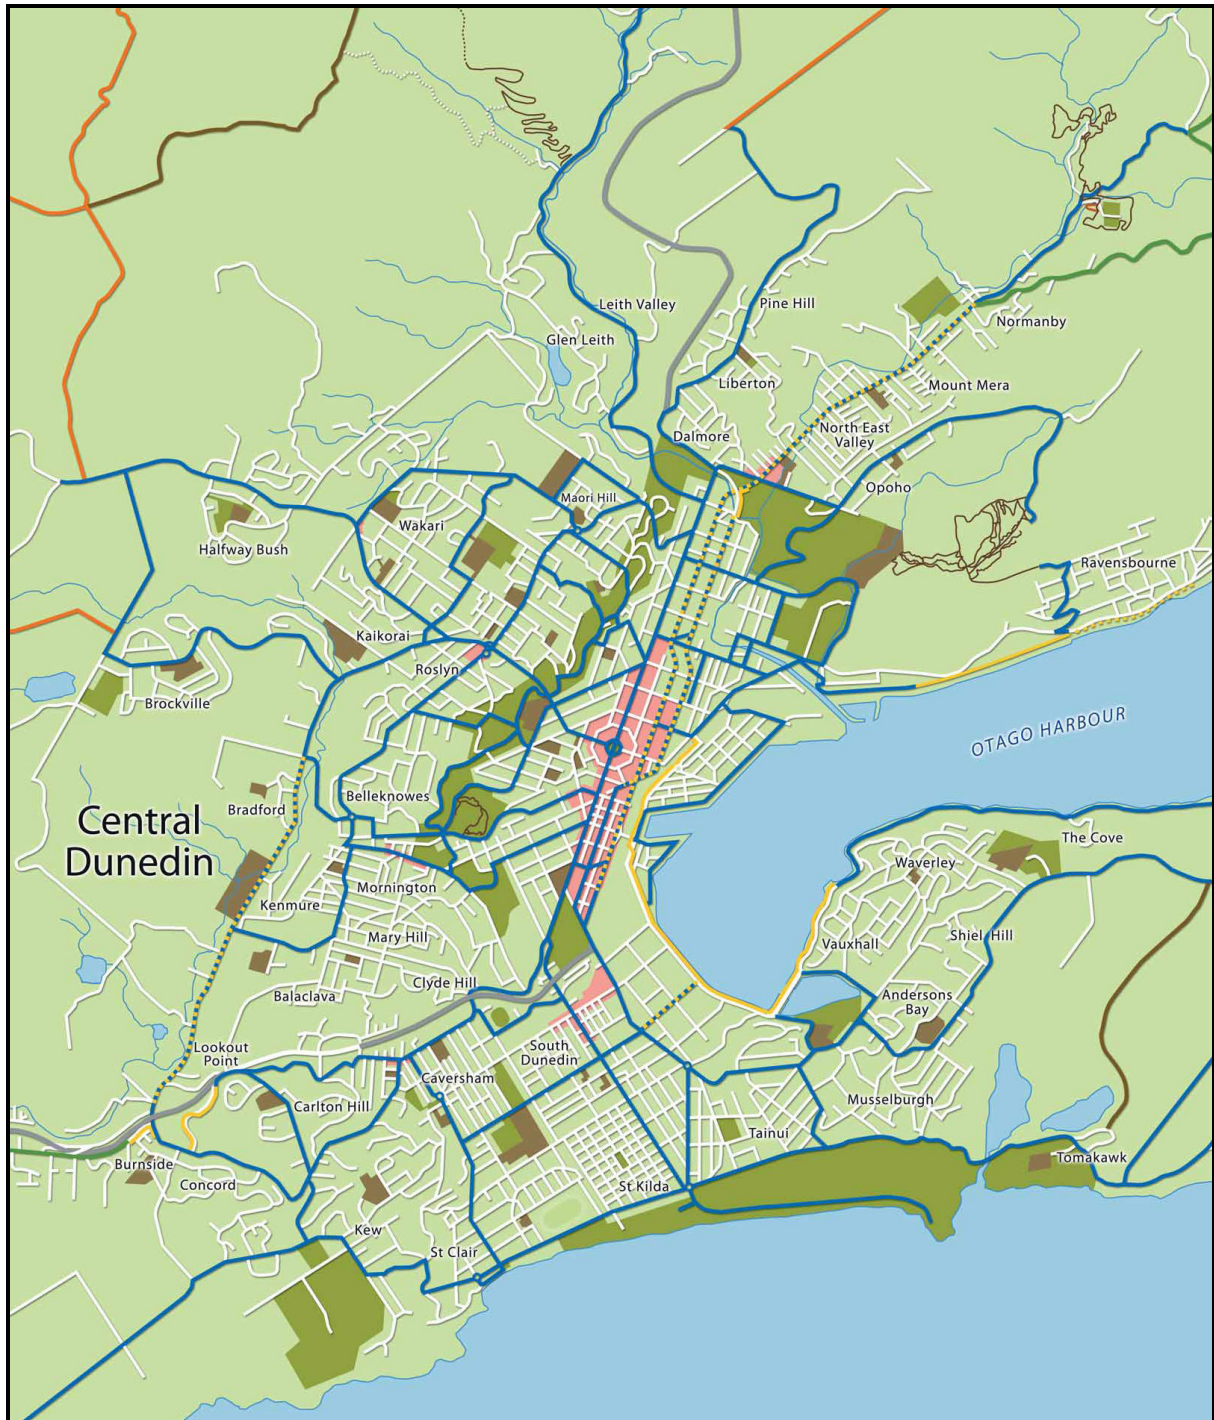 Leith Valley
Pine Hill
Normanby
Glen Leith
Liberton
Mount Mera
Dalmore
North East
Valley
Opoho
Maori Hill
Wakari
Halfway Bush
Ravensbourne
Kaikorai
Roslyn
Brockville
OTAGO HARBOUR
Belleknowes
Bradford
Central
Dunedin
The Cove
Waverley
Mornington
Kenmure
Mary Hill
Shiel Hill
Vauxhall
Clyde Hill
Balaclava
Andersons
Bay
Lookout
Point
South
Dunedin
Caversham
Carlton Hill
Musselburgh
Tainui
Burnside
Concord
St Kilda
Tomakawk
Kew
St Clair